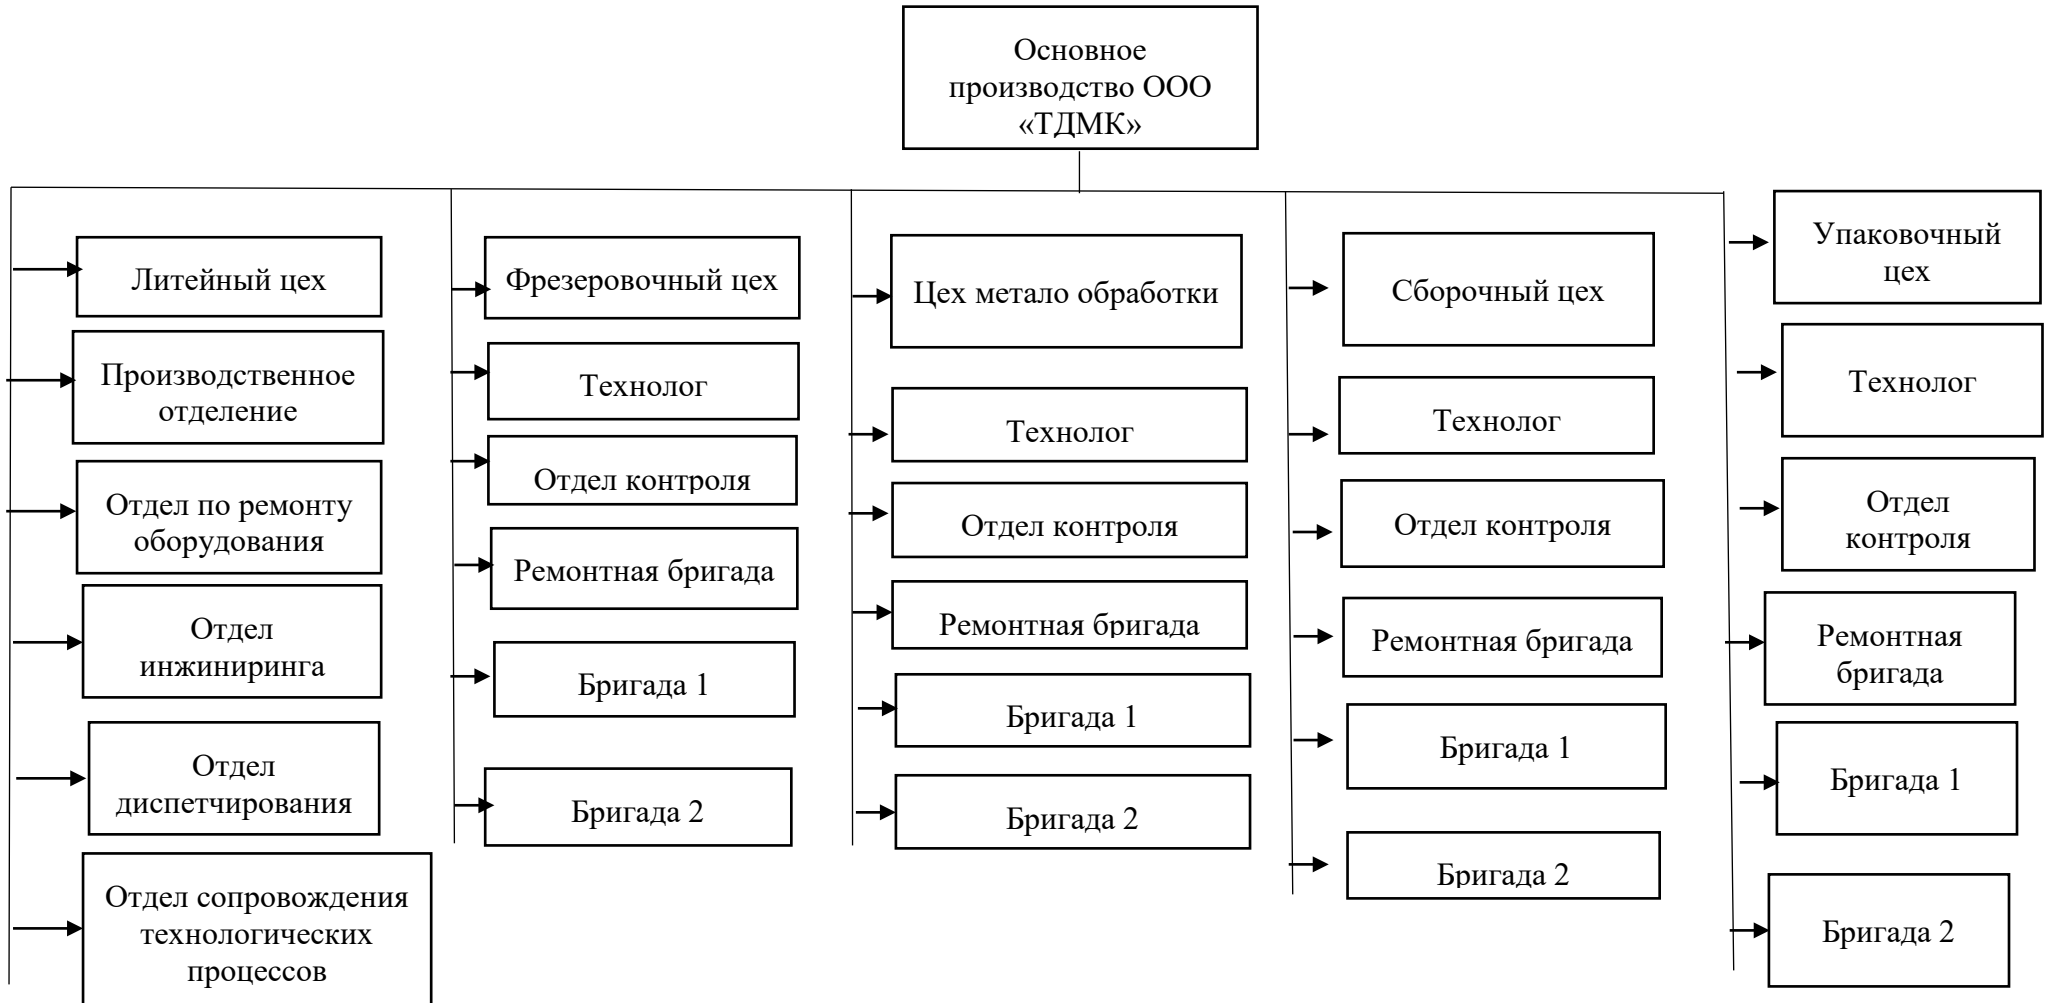 Основное
производство ООО
«ТДМК»
Литейный цех
Производственное
отделение
Отдел по ремонту
оборудования
Отдел
инжиниринга
Отдел
диспетчирования
Отдел сопровождения
технологических
процессов
Фрезеровочный цех
Технолог
Отдел контроля
Ремонтная бригада
Бригада 1
Бригада 2
Цех метало обработки
Технолог
Отдел контроля
Ремонтная бригада
Бригада 1
Бригада 2
Сборочный цех
Технолог
Отдел контроля
Ремонтная бригада
Бригада 1
Бригада 2
Упаковочный
цех
Технолог
Отдел
контроля
Ремонтная
бригада
Бригада 1
Бригада 2